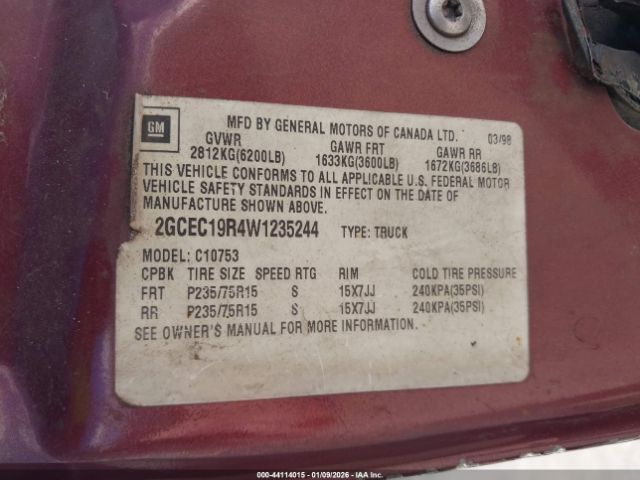 GM
MFD BY GENERAL MOTORS OF CANADA LTD. 03/98
GVWR GAWR FRT GAWR RR
2812KG(6200LB) 1633KG(3600LB) 1672KG(3686LB)
THIS VEHICLE CONFORMS TO ALL APPLICABLE U.S. FEDERAL MOTOR
VEHICLE SAFETY STANDARDS IN EFFECT ON THE DATE OF
MANUFACTURE SHOWN ABOVE.
2GCEC19R4W1235244 TYPE: TRUCK
MODEL: C10753
CPBK TIRE SIZE SPEED RTG RIM COLD TIRE PRESSURE
FRT P235/75R15 S 15X7JJ 240KPA(35PSI)
RR P235/75R15 S 15X7JJ 240KPA(35PSI)
SEE OWNER'S MANUAL FOR MORE INFORMATION.
000-44114015 - 01/09/2026 - IAAI.com